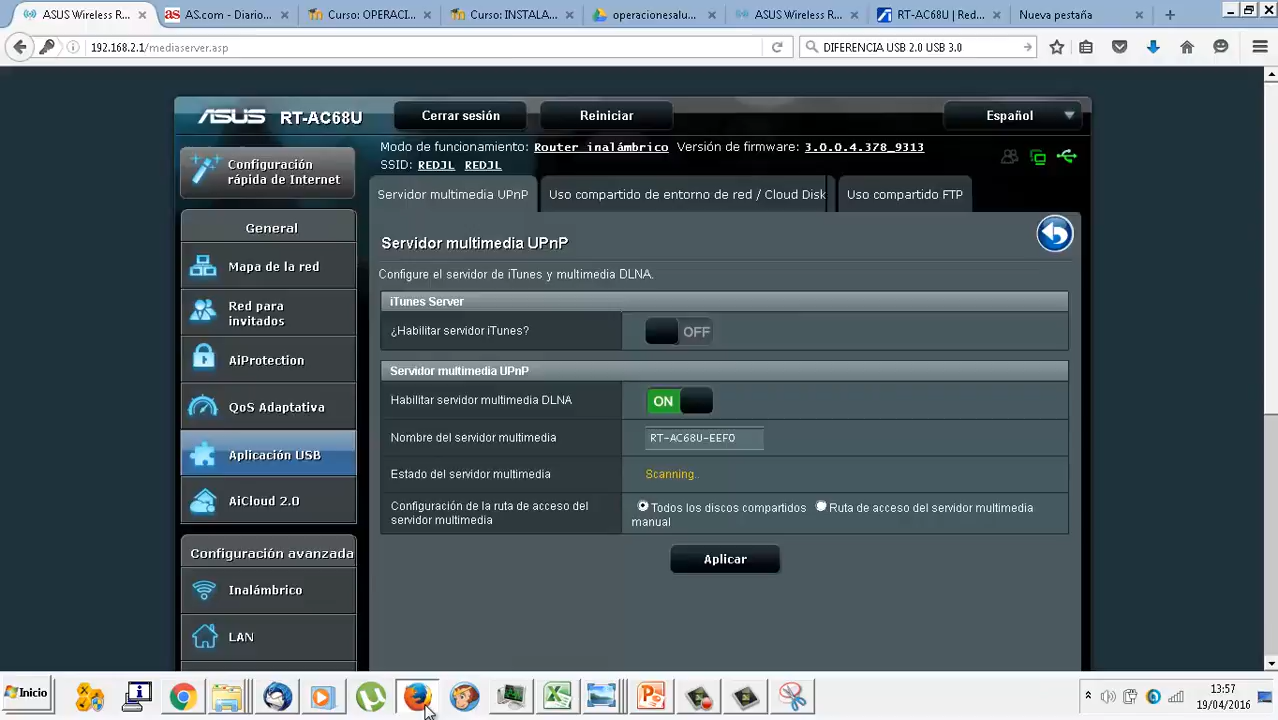 ASUS Wireless R...
AS.com - Diario...
Curso: OPERACI...
Curso: INSTALA...
operacionesalu...
ASUS Wireless R...
RT-AC68U | Red...
Nueva pestaña
192.168.2.1/mediaserver.asp
DIFERENCIA USB 2.0 USB 3.0
ASUS RT-AC68U
Cerrar sesión
Reiniciar
Español
Modo de funcionamiento: Router inalámbrico Versión de firmware: 3.0.0.4.378_9313
SSID: REDJL REDJL
Configuración
rápida de Internet
General
Mapa de la red
Red para
invitados
AiProtection
QoS Adaptativa
Aplicación USB
AiCloud 2.0
Configuración avanzada
Inalámbrico
LAN
Servidor multimedia UPnP
Uso compartido de entorno de red / Cloud Disk
Uso compartido FTP
Servidor multimedia UPnP
Configure el servidor de iTunes y multimedia DLNA.
iTunes Server
¿Habilitar servidor iTunes?
OFF
Servidor multimedia UPnP
Habilitar servidor multimedia DLNA
ON
Nombre del servidor multimedia
RT-AC68U-EEF0
Estado del servidor multimedia
Scanning..
Configuración de la ruta de acceso del
servidor multimedia
Todos los discos compartidos
Ruta de acceso del servidor multimedia
manual
Aplicar
Inicio
13:57
19/04/2016